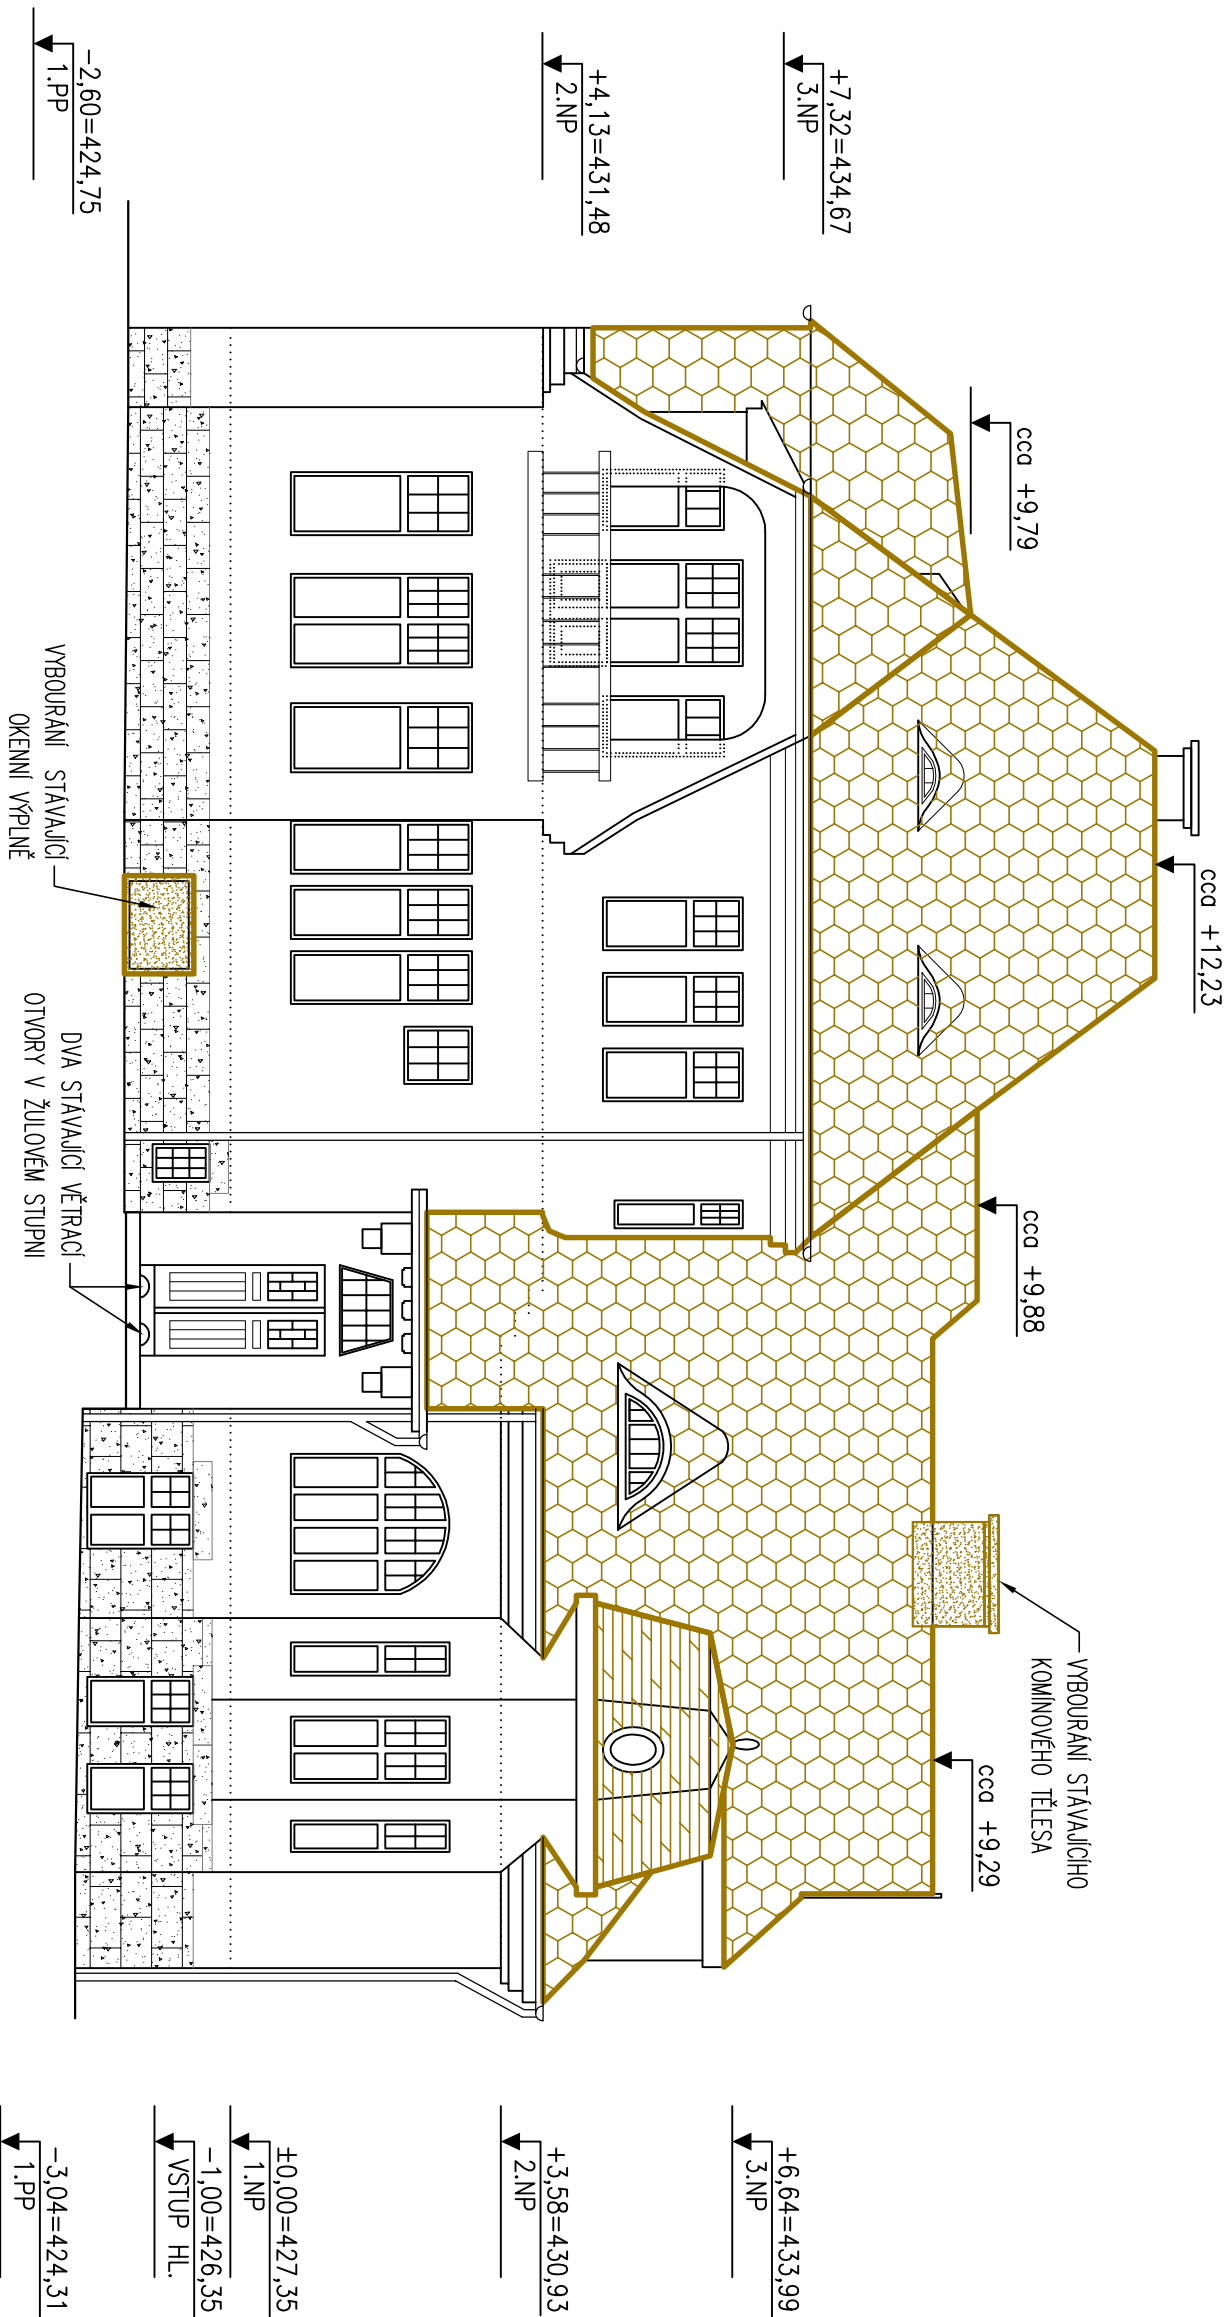 cca +12,23
cca +9,79
cca +9,88
cca +9,29
VYBOURÁNÍ STÁVAJÍCÍHO
KOMÍNOVÉHO TĚLESA
+7,32=434,67
3.NP
+4,13=431,48
2.NP
-2,60=424,75
1.PP
+6,64=433,99
3.NP
+3,58=430,93
2.NP
±0,00=427,35
1.NP
-1,00=426,35
VSTUP HL.
-3,04=424,31
1.PP
VYBOURÁNÍ STÁVAJÍCÍ
OKENNÍ VÝPLNĚ
DVA STÁVAJÍCÍ VĚTRACÍ
OTVORY V ŽULOVÉM STUPNI